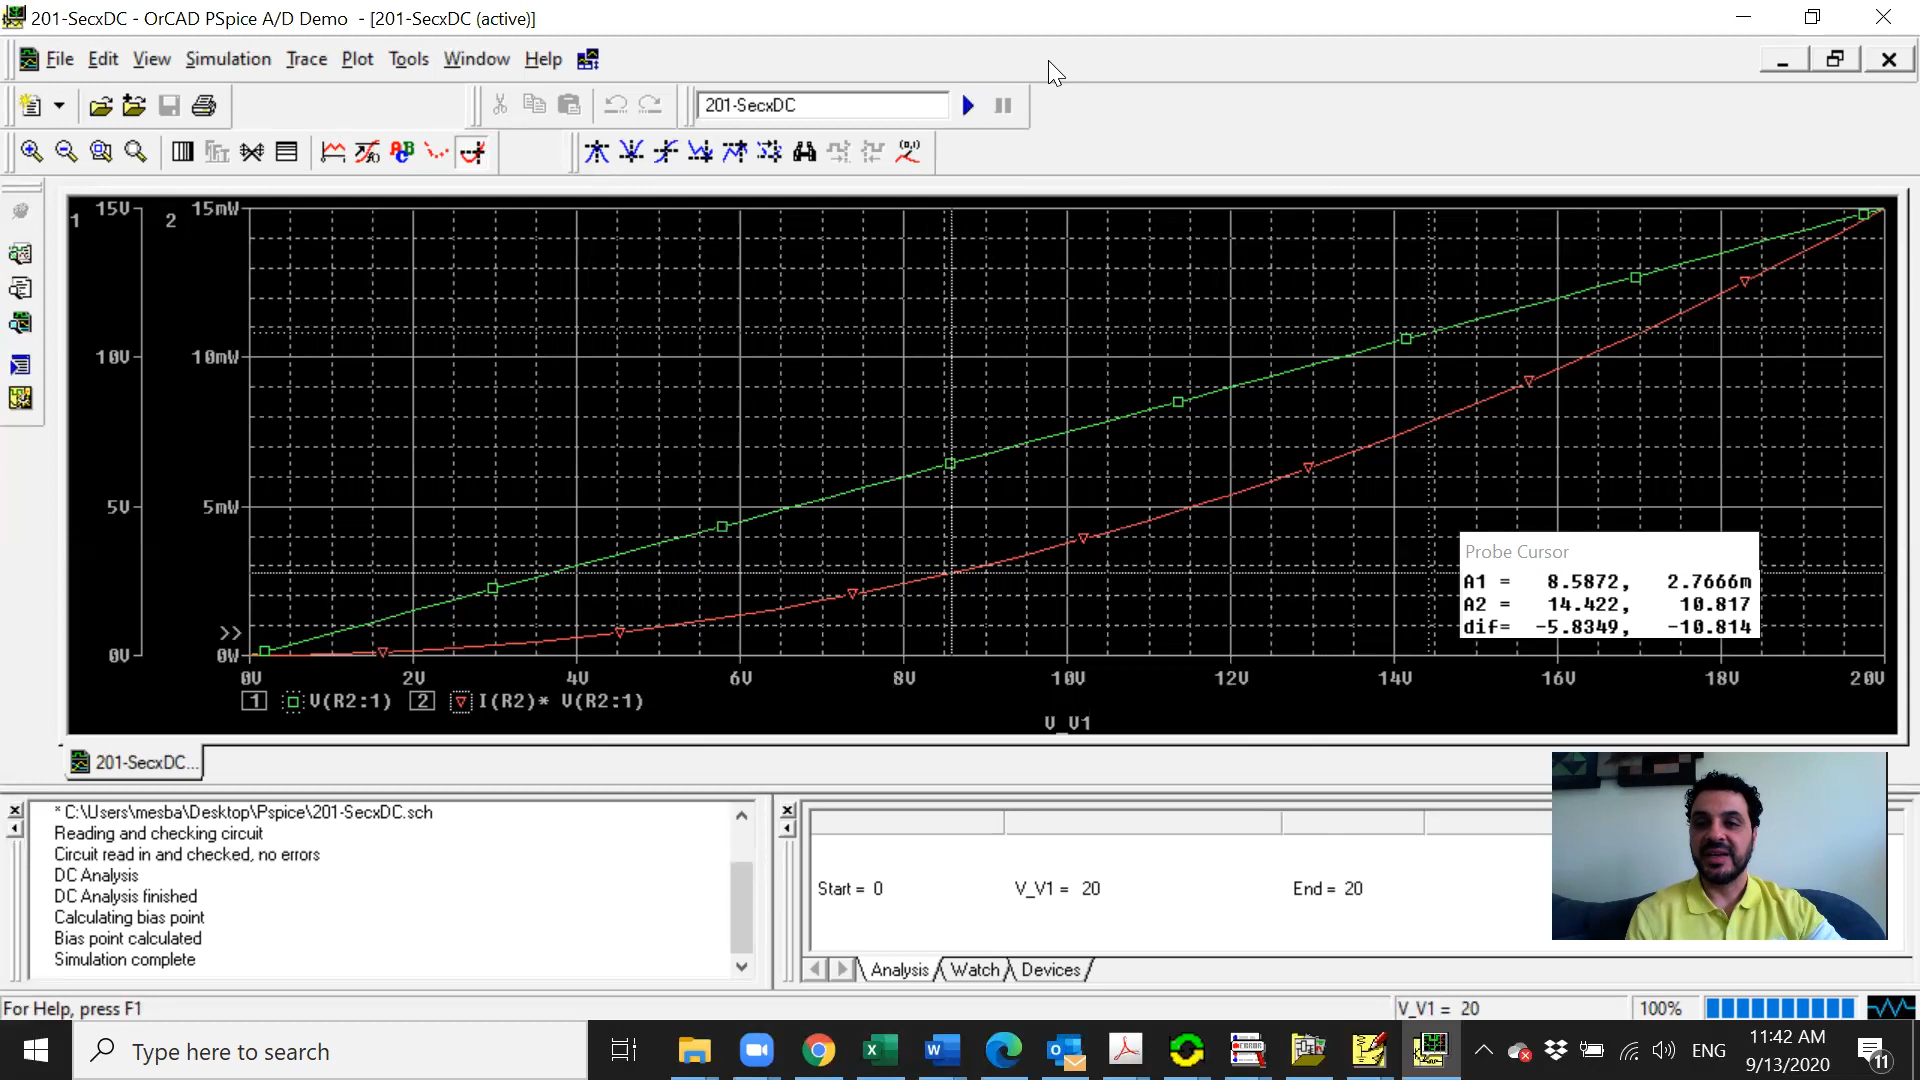 201-SecxDC - OrCAD PSpice A/D Demo - [201-SecxDC (active)]
File Edit View Simulation Trace Plot Tools Window Help
201-SecxDC
1 15V 2 15mW
10V 10mW
5V 5mW
>>
0V 0W
0V 2V 4V 6V 8V 10V 12V 14V 16V 18V 20V
1 V(R2:1) 2 I(R2)* V(R2:1)
V_V1
Probe Cursor
A1 = 8.5872, 2.7666m
A2 = 14.422, 10.817
dif= -5.8349, -10.814
201-SecxDC...
* C:\Users\mesba\Desktop\Pspice\201-SecxDC.sch
Reading and checking circuit
Circuit read in and checked, no errors
DC Analysis
DC Analysis finished
Calculating bias point
Bias point calculated
Simulation complete
Start = 0 V_V1 = 20 End = 20
Analysis Watch Devices
For Help, press F1 V_V1 = 20 100%
Type here to search
ENG
11:42 AM
9/13/2020
11